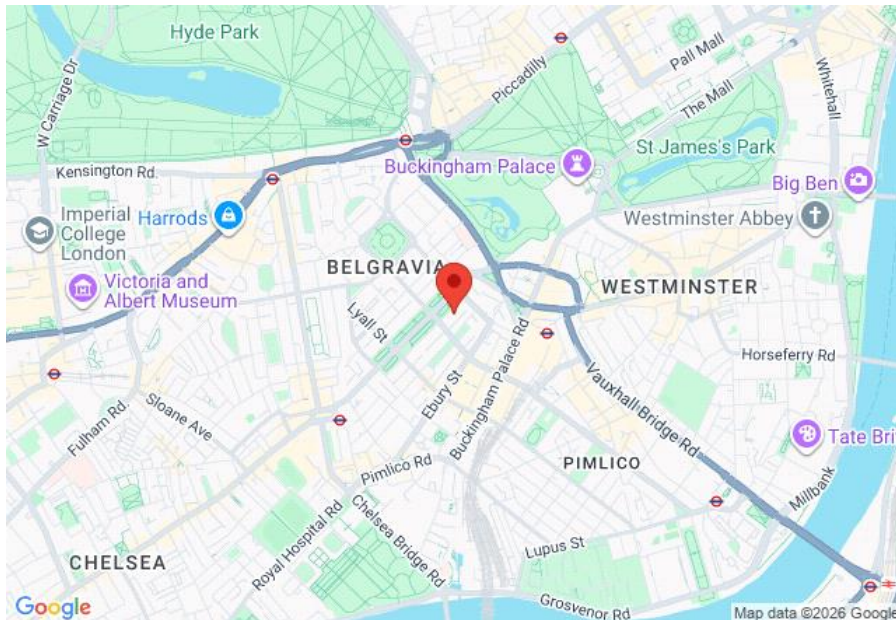 Hyde Park
W Carriage Dr
Piccadilly
Pall Mall
The Mall
Whitehall
Kensington Rd.
Buckingham Palace
St James's Park
Big Ben
Harrods
Imperial
College
London
Westminster Abbey
BELGRAVIA
Victoria and
Albert Museum
WESTMINSTER
Lyall St
Buckingham Palace Rd
Horseferry Rd
Ebury St
Vauxhall Bridge Rd
Sloane Ave
Fulham Rd.
Tate Bri
Pimlico Rd
PIMLICO
Millbank
Royal Hospital Rd
Chelsea Bridge Rd
Lupus St
CHELSEA
Grosvenor Rd
Google
Map data ©2026 Google